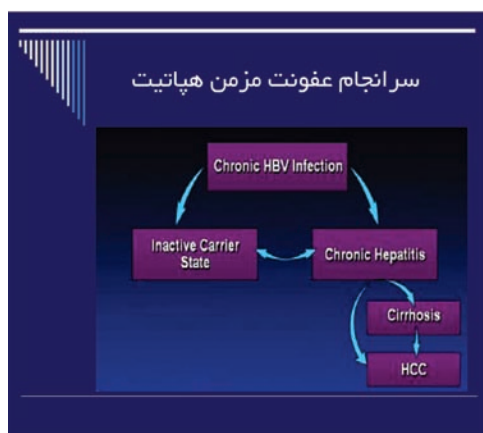 سرانجام عفونت مزمن هپاتیت
Chronic HBV Infection
Inactive Carrier
State
Chronic Hepatitis
Cirrhosis
HCC